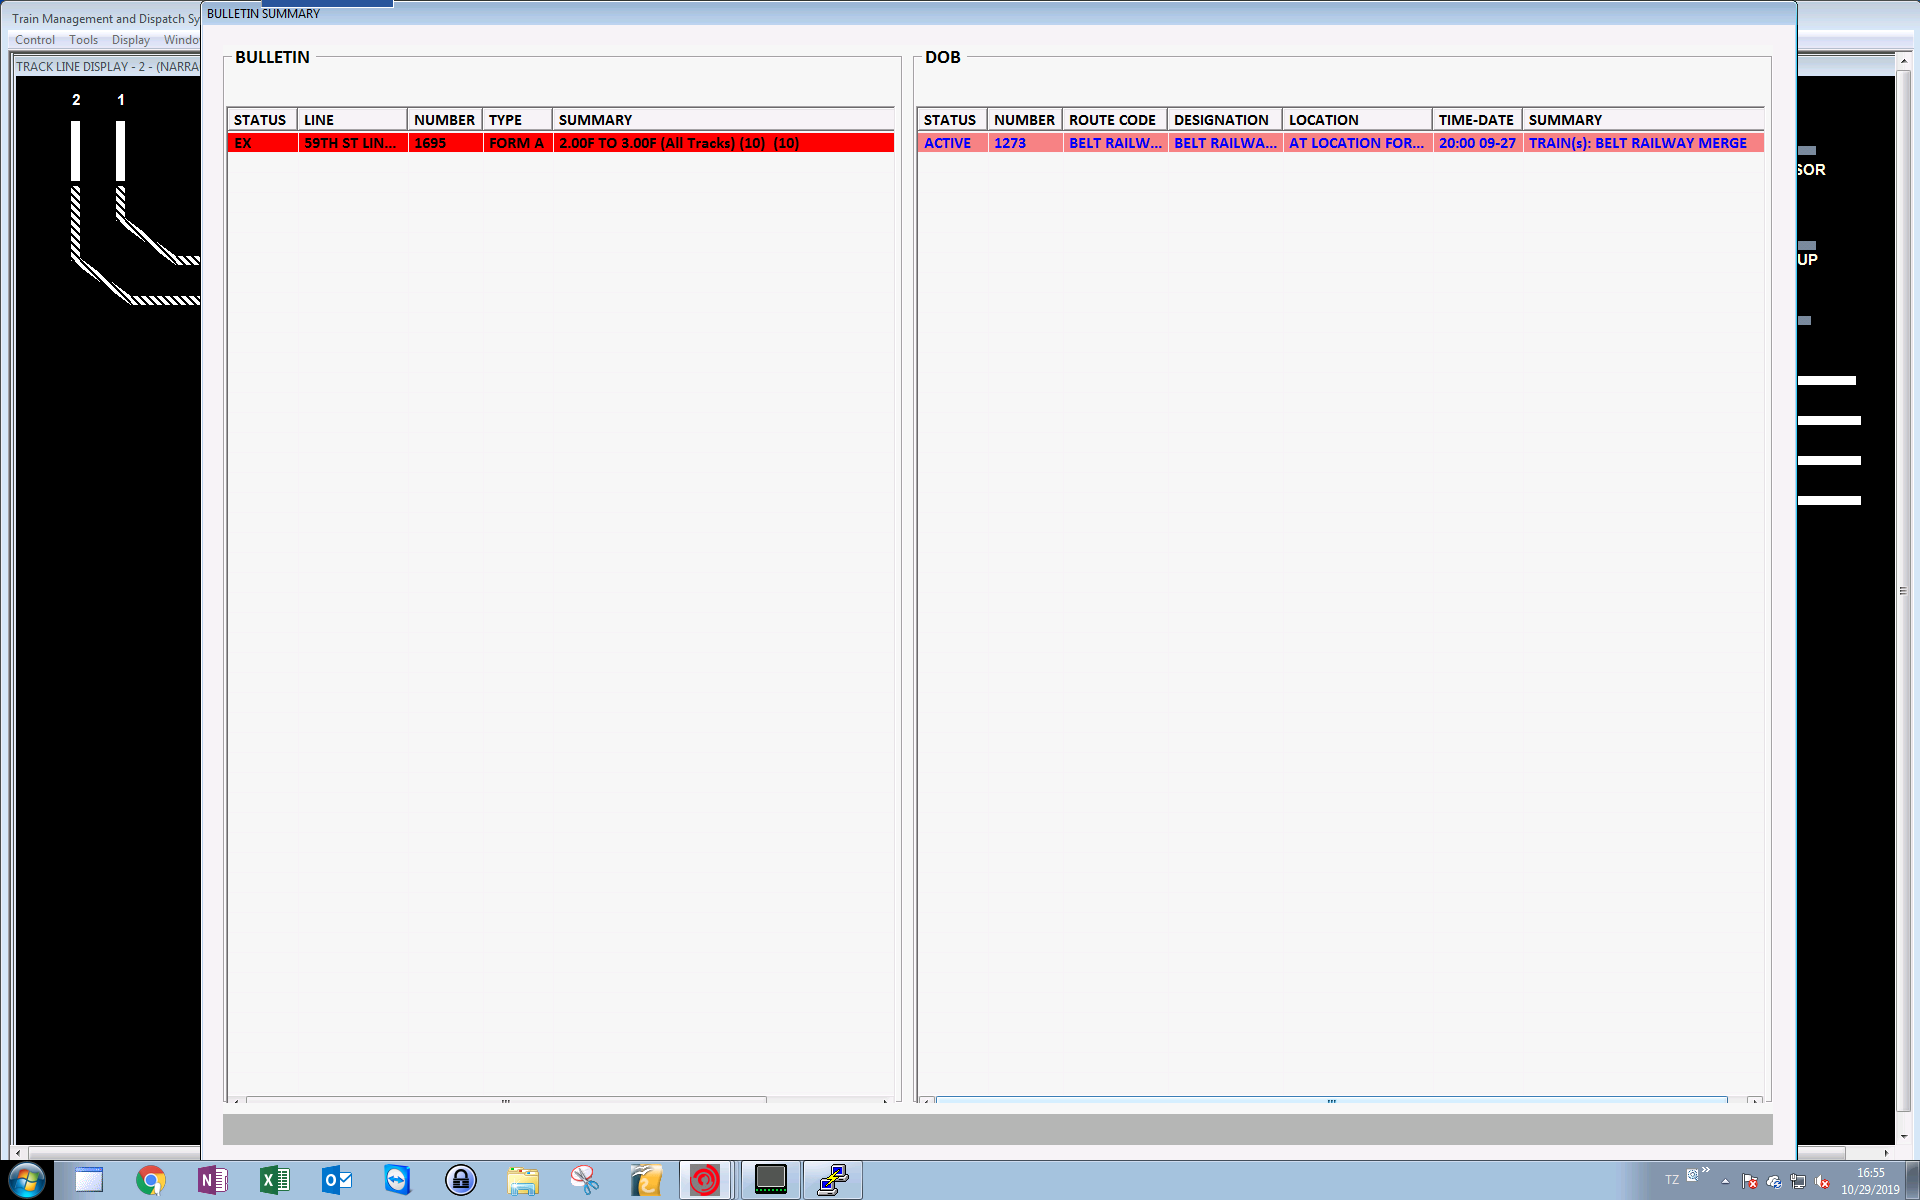 BULLETIN SUMMARY
Train Management and Dispatch Sy
Control Tools Display Windo
TRACK LINE DISPLAY - 2 - (NARRA
2 1
BULLETIN
STATUS LINE NUMBER TYPE SUMMARY
EX 59TH ST LIN... 1695 FORM A 2.00F TO 3.00F (All Tracks) (10) (10)
DOB
STATUS NUMBER ROUTE CODE DESIGNATION LOCATION TIME-DATE SUMMARY
ACTIVE 1273 BELT RAILW... BELT RAILWA... AT LOCATION FOR... 20:00 09-27 TRAIN(s): BELT RAILWAY MERGE
SOR
UP
TZ
16:55
10/29/2019